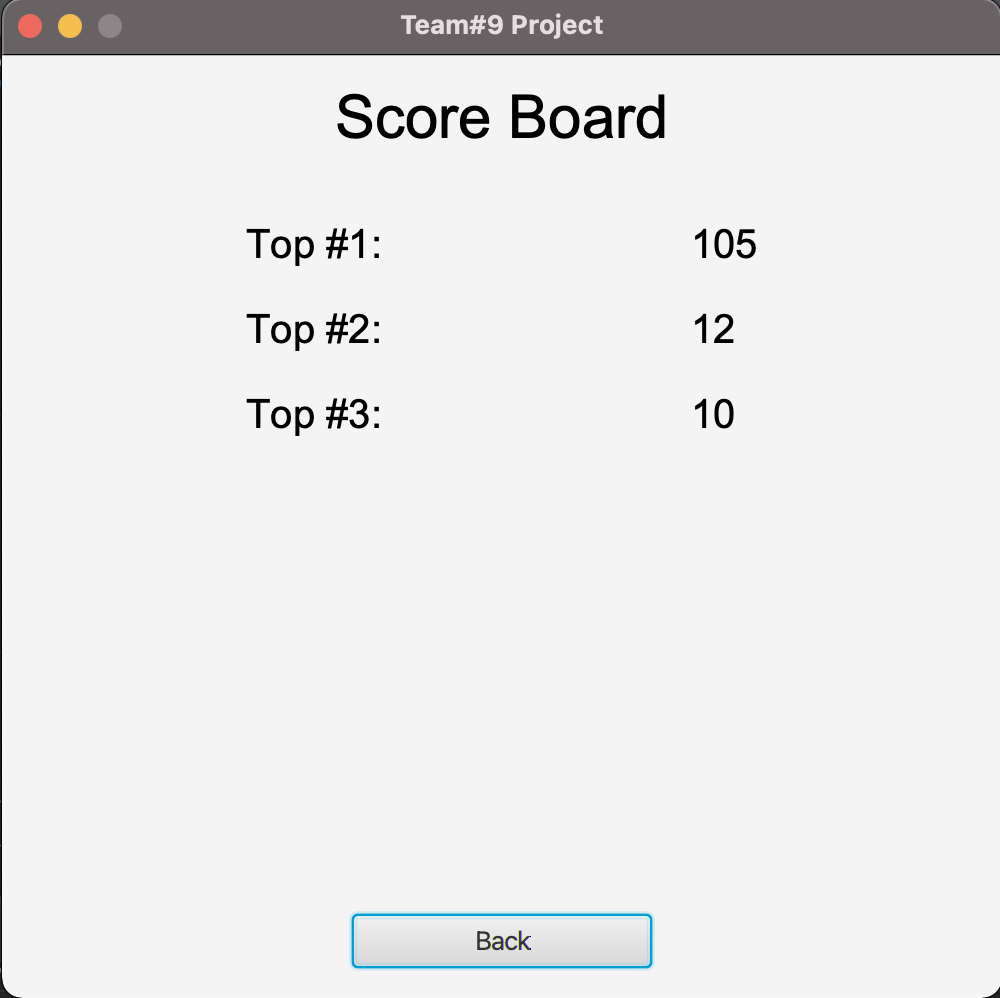 Team#9 Project
Score Board
Top #1: 105
Top #2: 12
Top #3: 10
Back